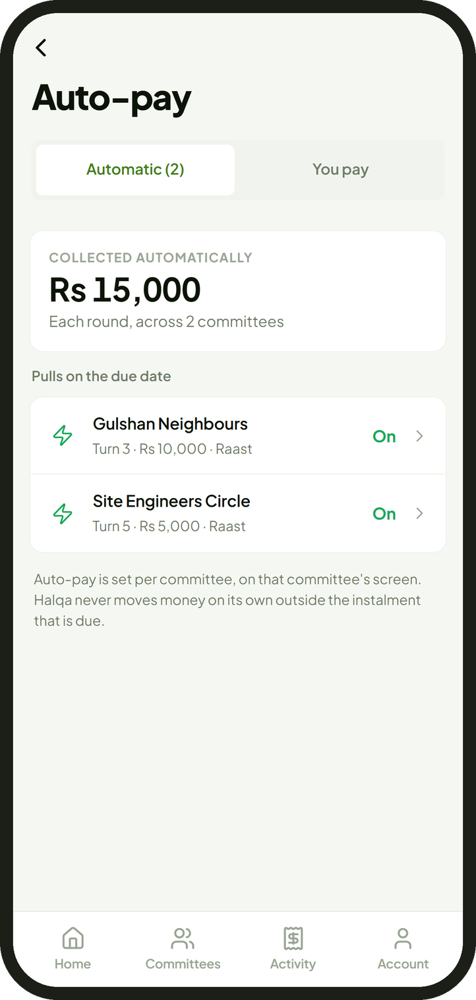 Auto-pay
Automatic (2)
You pay
COLLECTED AUTOMATICALLY
Rs 15,000
Each round, across 2 committees
Pulls on the due date
Gulshan Neighbours
Turn 3 · Rs 10,000 · Raast
On
Site Engineers Circle
Turn 5 · Rs 5,000 · Raast
On
Auto-pay is set per committee, on that committee's screen.
Halqa never moves money on its own outside the instalment
that is due.
Home
Committees
Activity
Account